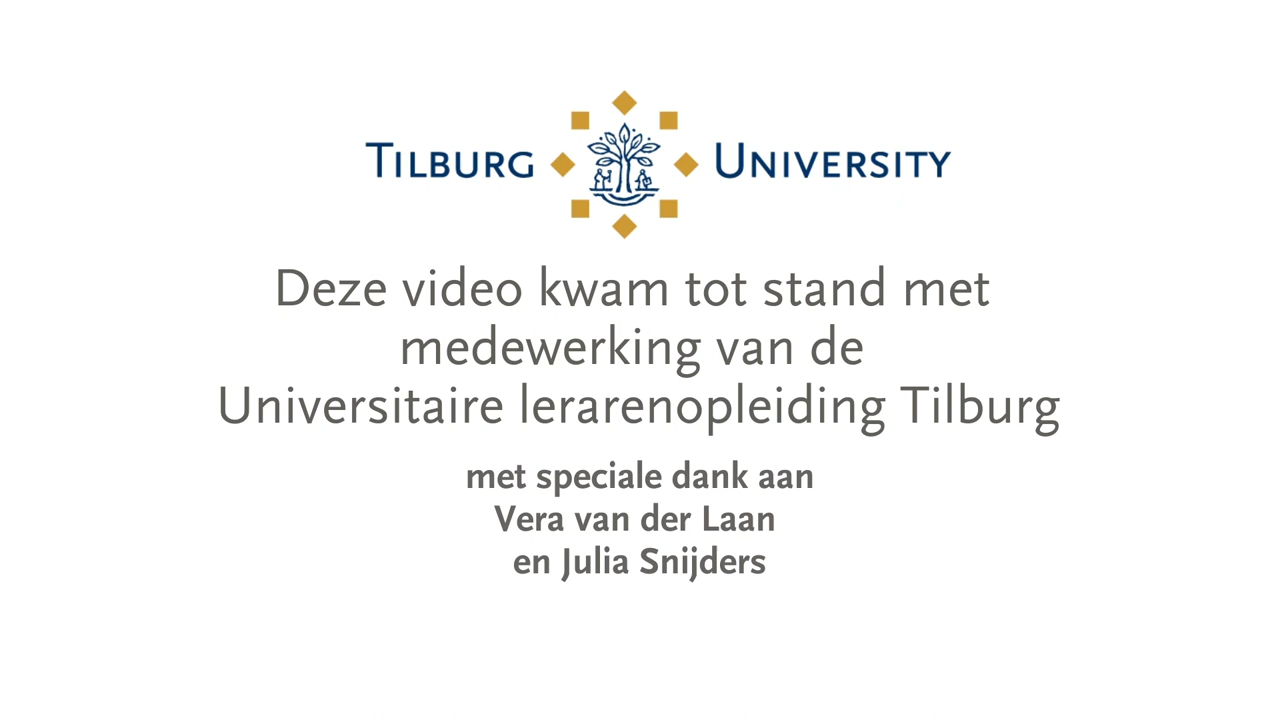 TILBURG UNIVERSITY
Deze video kwam tot stand met
medewerking van de
Universitaire lerarenopleiding Tilburg
met speciale dank aan
Vera van der Laan
en Julia Snijders